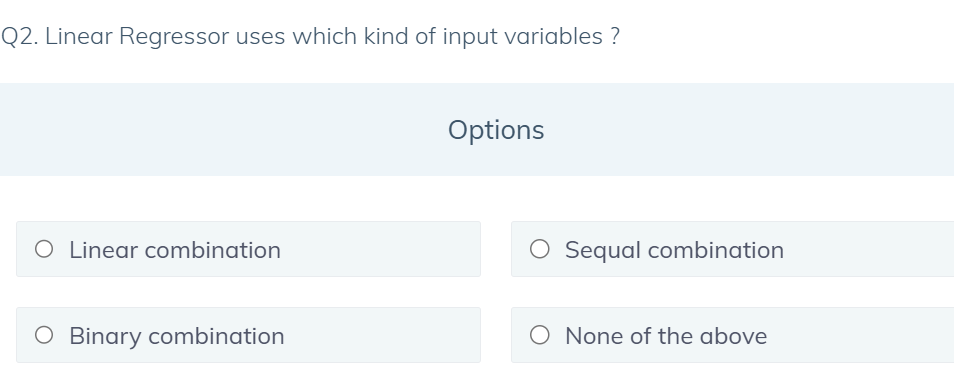 Q2. Linear Regressor uses which kind of input variables ?
Options
Linear combination
Sequal combination
Binary combination
None of the above